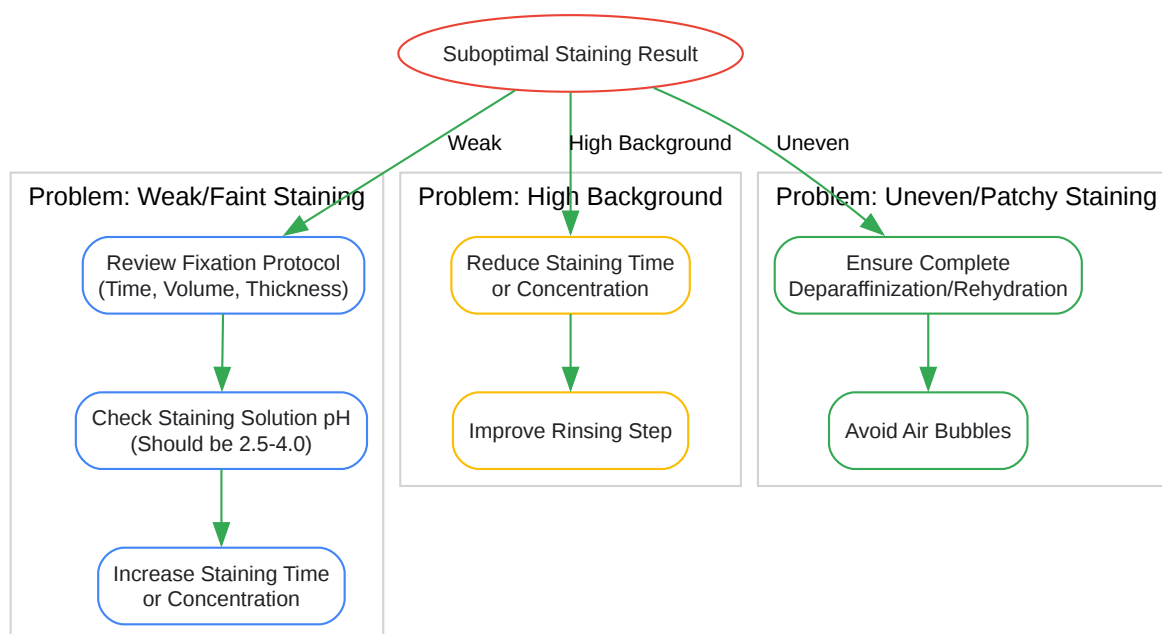 Suboptimal Staining Result
Weak
High Background
Uneven
Problem: Weak/Faint Staining
Review Fixation Protocol
(Time, Volume, Thickness)
Check Staining Solution pH
(Should be 2.5-4.0)
Increase Staining Time
or Concentration
Problem: High Background
Reduce Staining Time
or Concentration
Improve Rinsing Step
Problem: Uneven/Patchy Staining
Ensure Complete
Deparaffinization/Rehydration
Avoid Air Bubbles